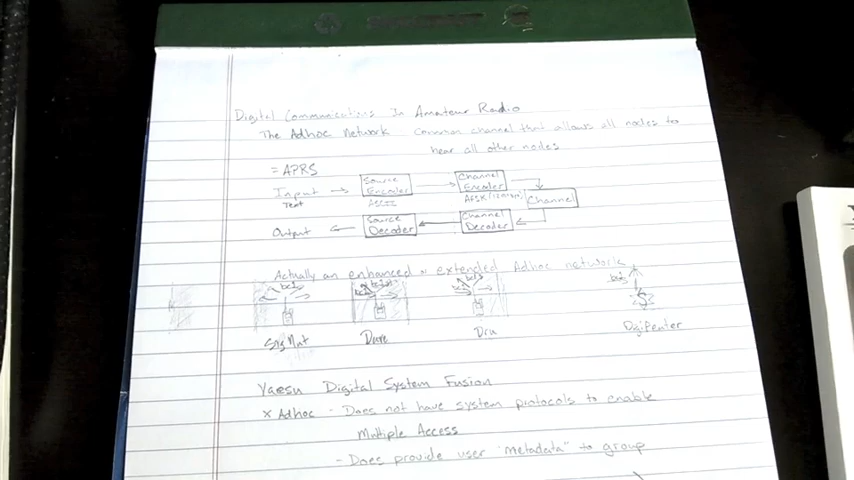 Digital Communications In Amateur Radio
The Adhoc Network Common channel that allows all nodes to
hear all other nodes
= APRS
Input → Source Encoder → Channel Encoder
Text ASCII AFSK Channel
Output ← Source Decoder ← Channel Decoder
Actually an enhanced or extended Adhoc network
Dave Dru DigiPeater
Yaesu Digital System Fusion
x Adhoc - Does not have system protocols to enable
Multiple Access
- Does provide user "metadata" to group